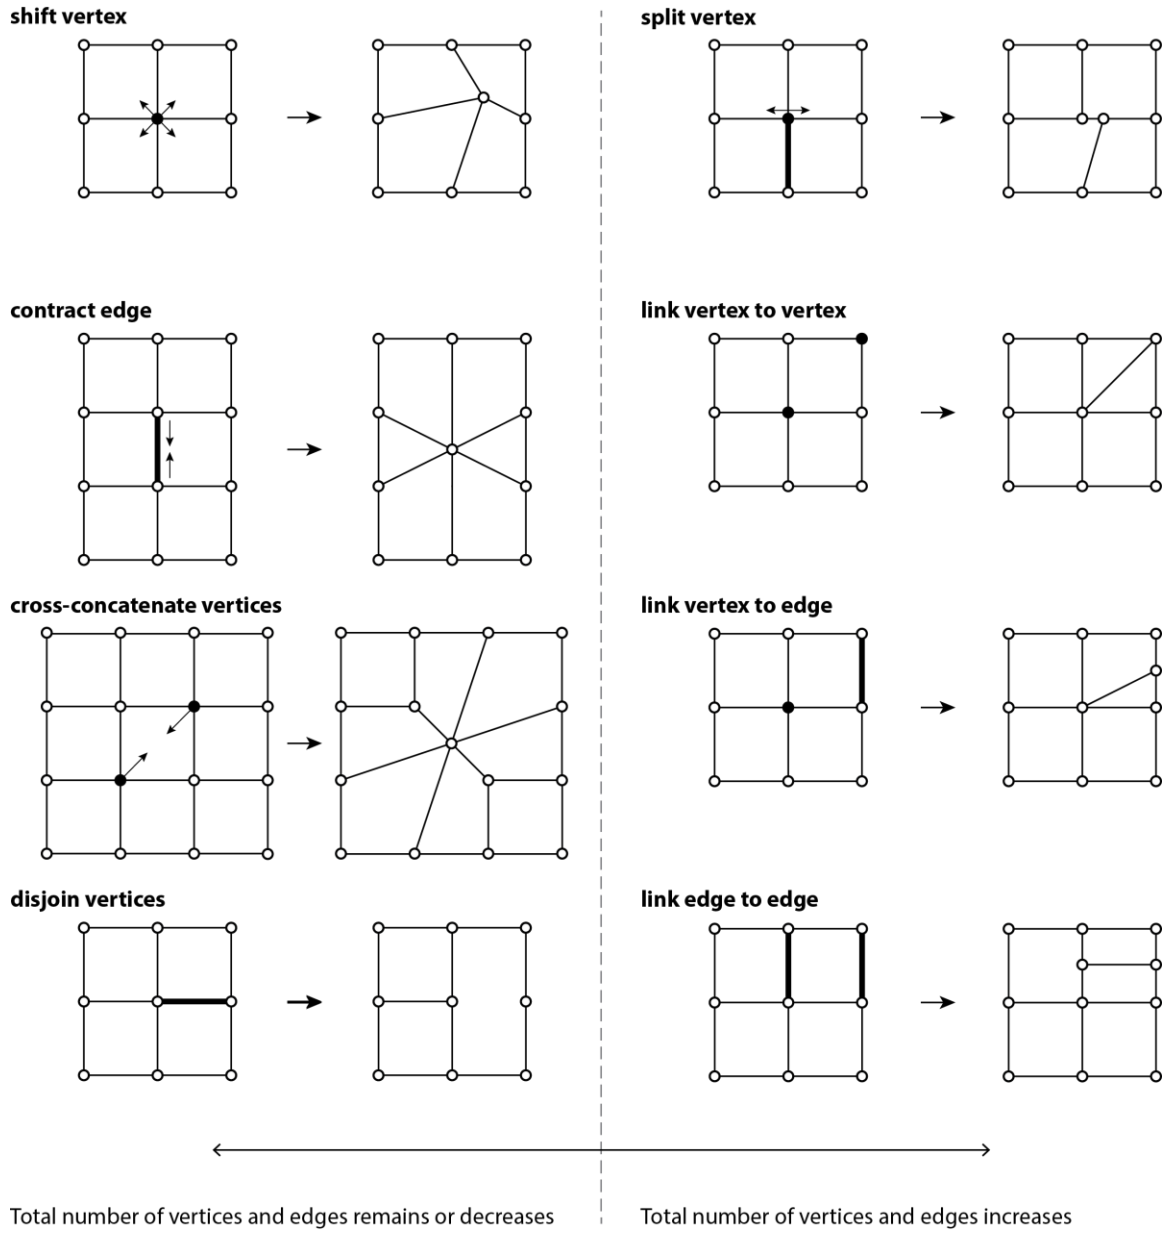 shift vertex
split vertex
contract edge
link vertex to vertex
cross-concatenate vertices
link vertex to edge
disjoin vertices
link edge to edge
Total number of vertices and edges remains or decreases
Total number of vertices and edges increases